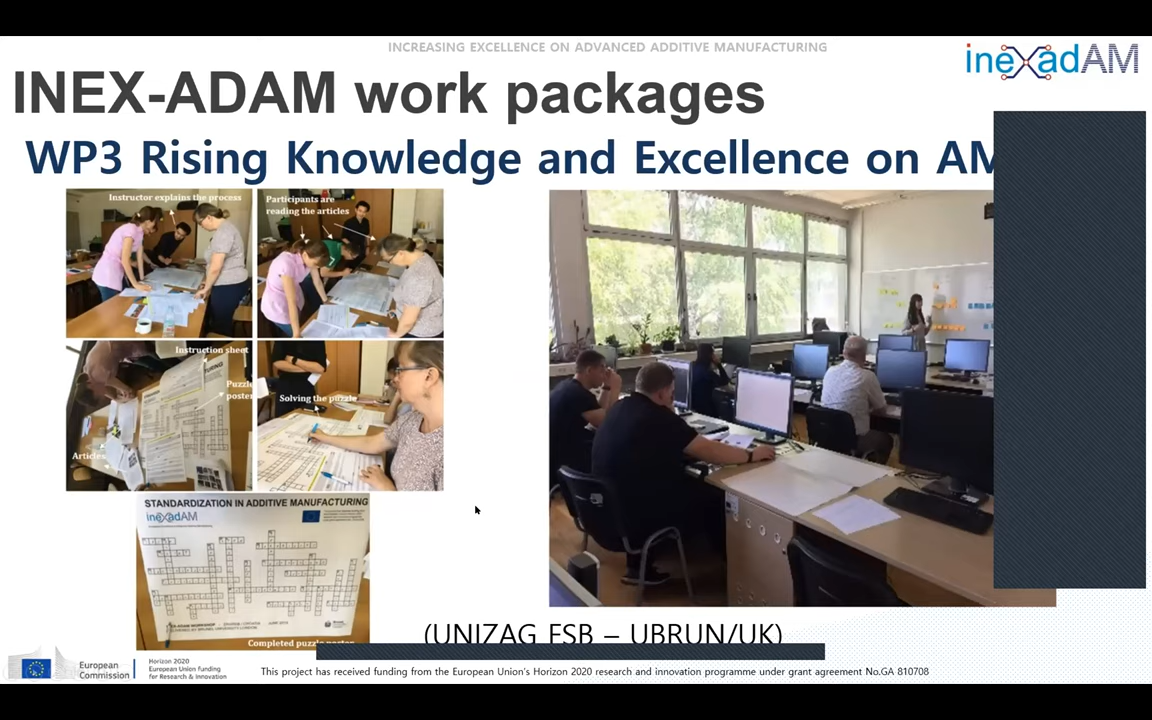 INCREASING EXCELLENCE ON ADVANCED ADDITIVE MANUFACTURING
inexadAM
INEX-ADAM work packages
WP3 Rising Knowledge and Excellence on AM
Instructor explains the process
Participants are
reading the articles
Instruction sheet
Puzzle
poster
Articles
Solving the puzzle
STANDARDIZATION IN ADDITIVE MANUFACTURING
inexadAM
Completed puzzle poster
(UNIZAG FSB – UBRUN/UK)
European
Commission
Horizon 2020
European Union funding
for Research & Innovation
This project has received funding from the European Union's Horizon 2020 research and innovation programme under grant agreement No.GA 810708